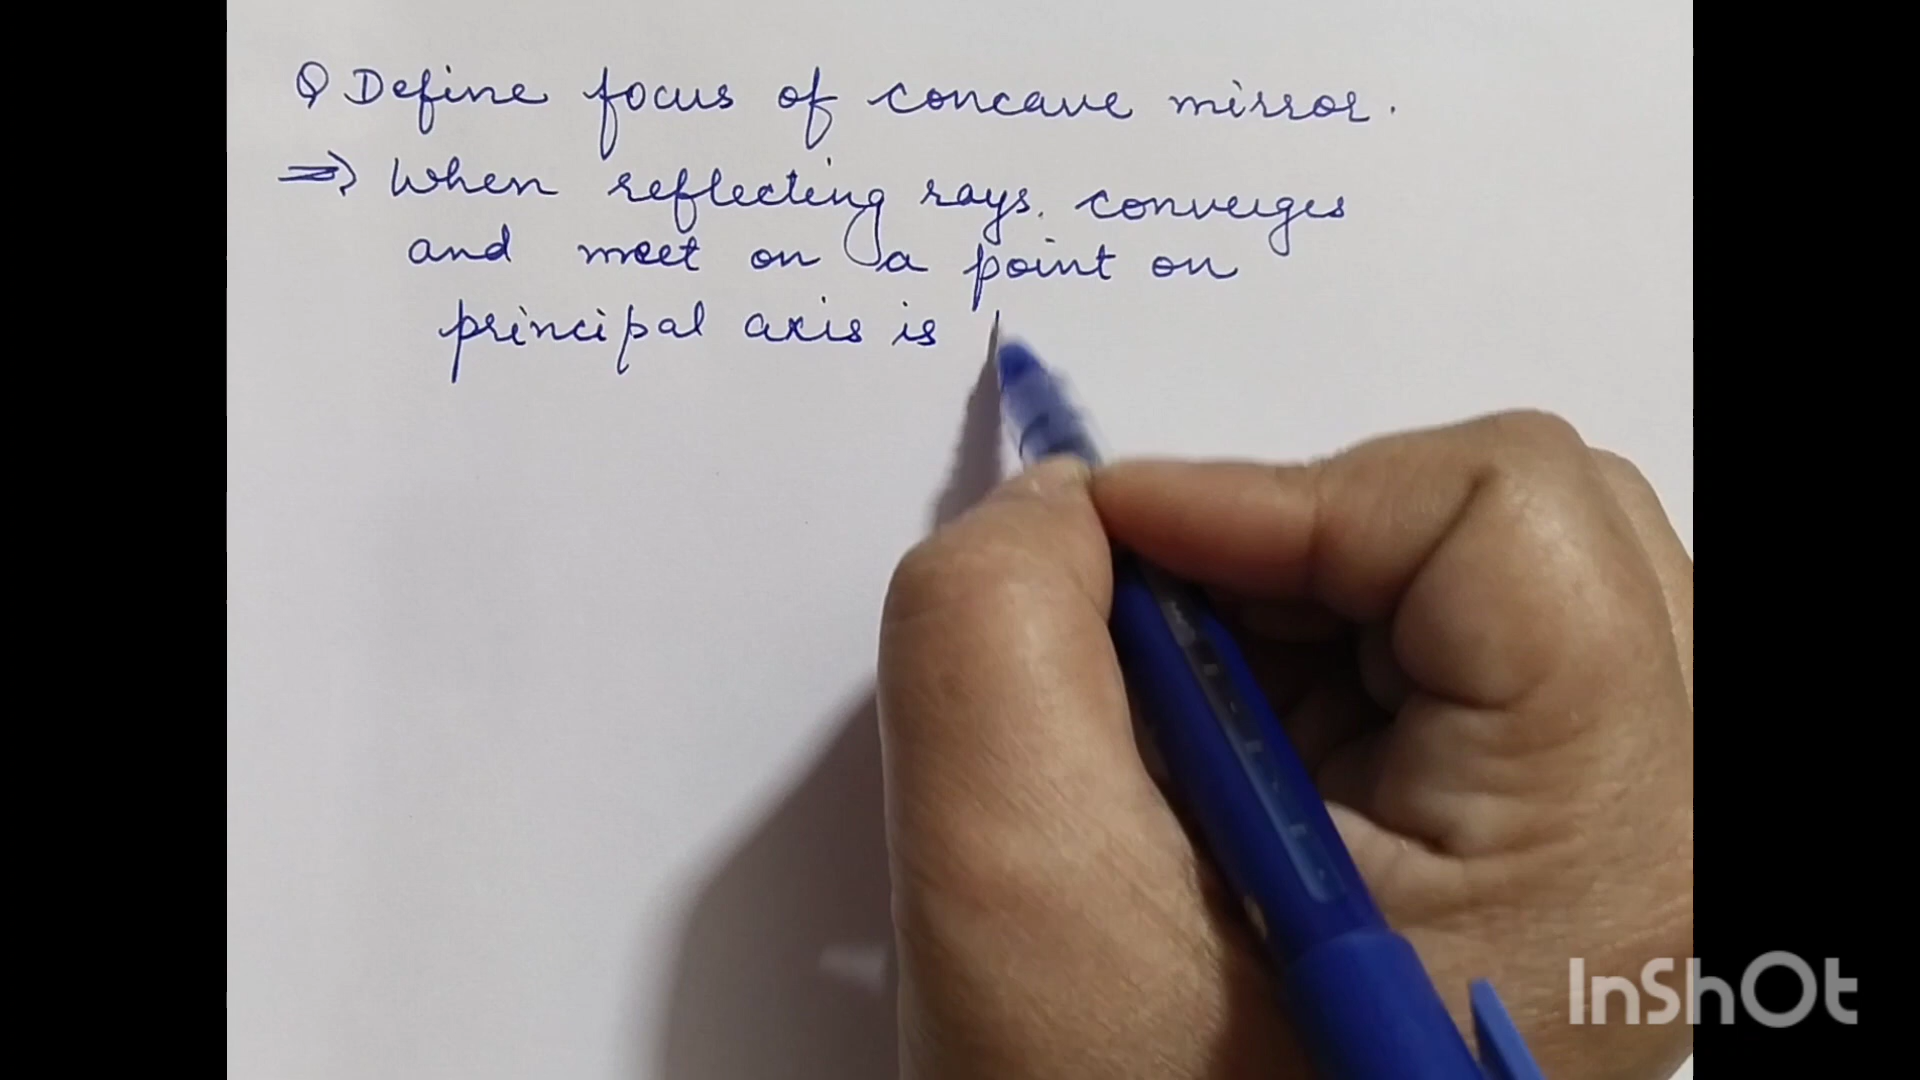 Q Define focus of concave mirror.
⇒ When reflecting rays. converges
and meet on a point on
principal axis is
InShOt